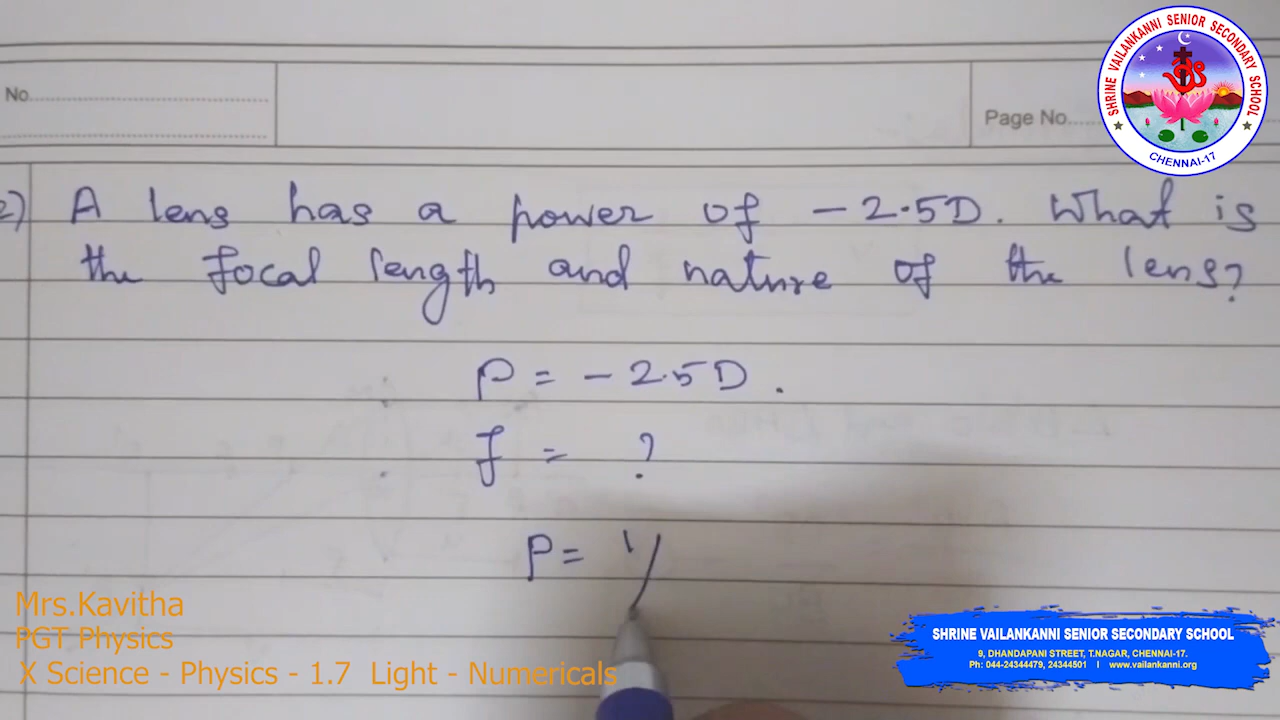 SHRINE VAILANKANNI SENIOR SECONDARY SCHOOL
CHENNAI-17
No.
Page No.
2) A lens has a power of - 2.5D. What is
the focal length and nature of the lens?
P = - 2.5 D.
f = ?
P = 1/
Mrs.Kavitha
PGT Physics
X Science - Physics - 1.7 Light - Numericals
SHRINE VAILANKANNI SENIOR SECONDARY SCHOOL
9, DHANDAPANI STREET, T.NAGAR, CHENNAI-17.
Ph: 044-24344479, 24344501 I www.vailankanni.org